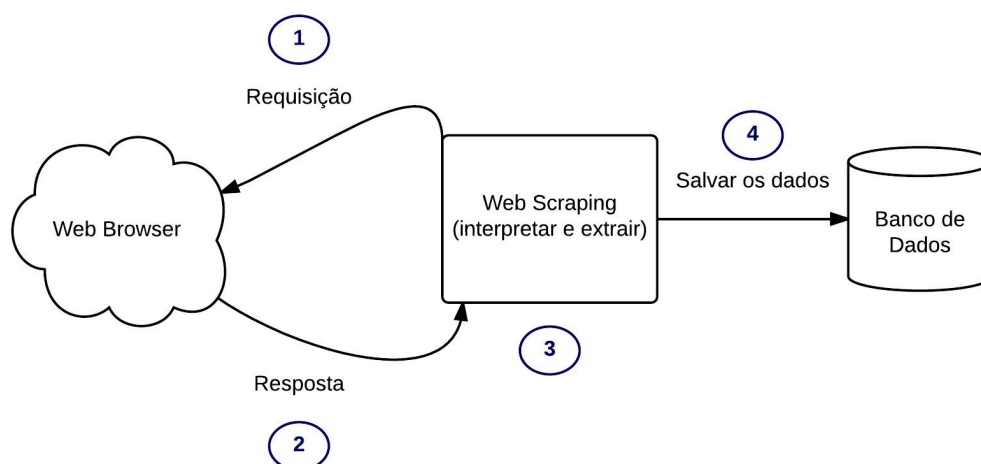 1
Requisição
4
Salvar os dados
Web Browser
Web Scraping
(interpretar e extrair)
Banco de
Dados
3
Resposta
2